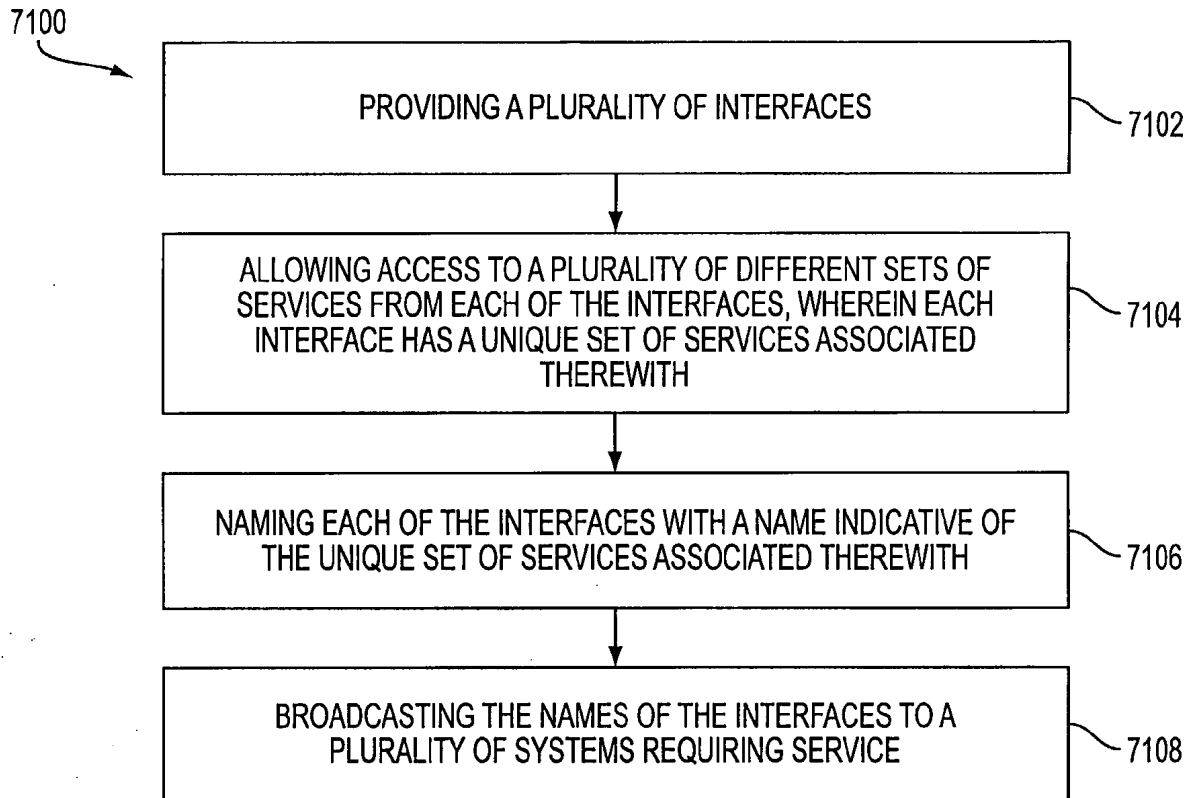 7100
PROVIDING A PLURALITY OF INTERFACES
7102
ALLOWING ACCESS TO A PLURALITY OF DIFFERENT SETS OF
SERVICES FROM EACH OF THE INTERFACES, WHEREIN EACH
INTERFACE HAS A UNIQUE SET OF SERVICES ASSOCIATED
THEREWITH
7104
NAMING EACH OF THE INTERFACES WITH A NAME INDICATIVE OF
THE UNIQUE SET OF SERVICES ASSOCIATED THEREWITH
7106
BROADCASTING THE NAMES OF THE INTERFACES TO A
PLURALITY OF SYSTEMS REQUIRING SERVICE
7108